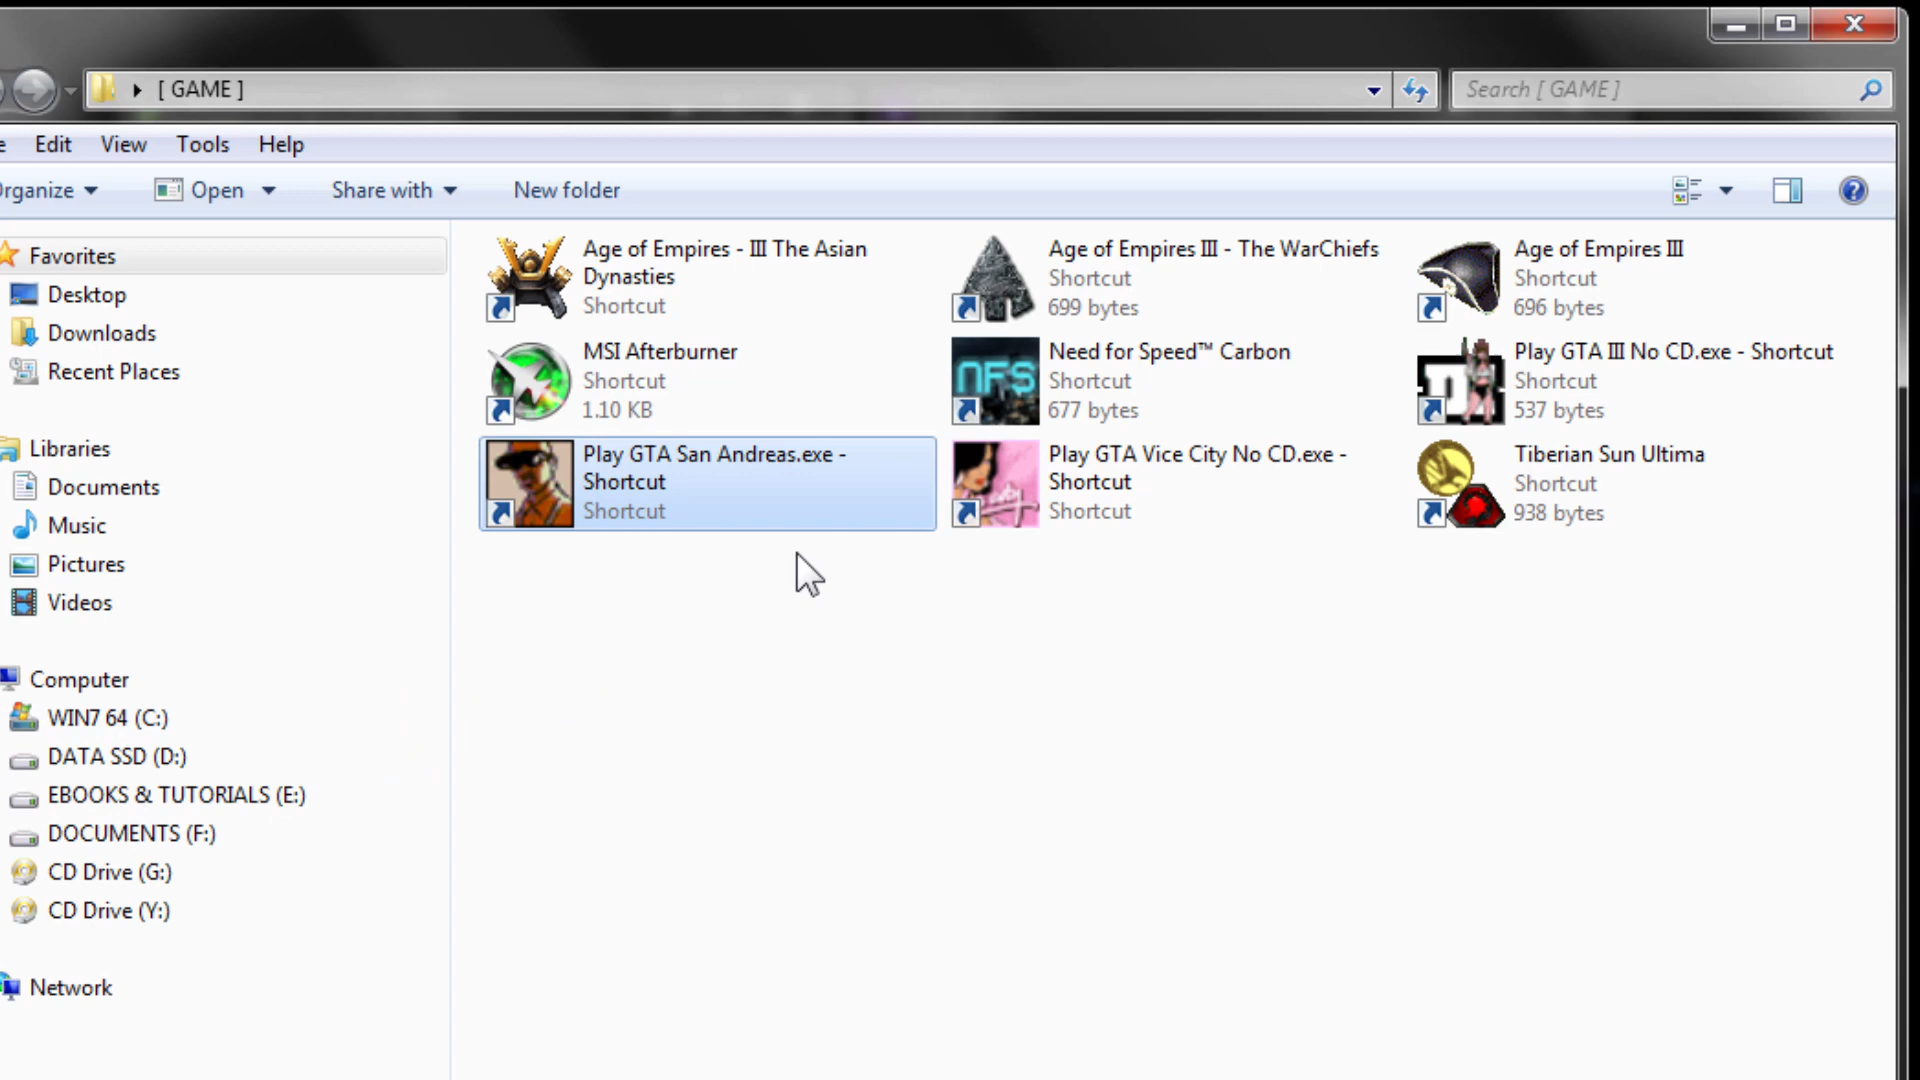 [ GAME ]
Search [ GAME ]
Edit View Tools Help
Organize Open Share with New folder
Favorites
Desktop
Downloads
Recent Places
Libraries
Documents
Music
Pictures
Videos
Computer
WIN7 64 (C:)
DATA SSD (D:)
EBOOKS & TUTORIALS (E:)
DOCUMENTS (F:)
CD Drive (G:)
CD Drive (Y:)
Network
Age of Empires - III The Asian
Dynasties
Shortcut
Age of Empires III - The WarChiefs
Shortcut
699 bytes
Age of Empires III
Shortcut
696 bytes
MSI Afterburner
Shortcut
1.10 KB
NFS
Need for Speed™ Carbon
Shortcut
677 bytes
Play GTA III No CD.exe - Shortcut
Shortcut
537 bytes
Play GTA San Andreas.exe -
Shortcut
Shortcut
Play GTA Vice City No CD.exe -
Shortcut
Shortcut
Tiberian Sun Ultima
Shortcut
938 bytes